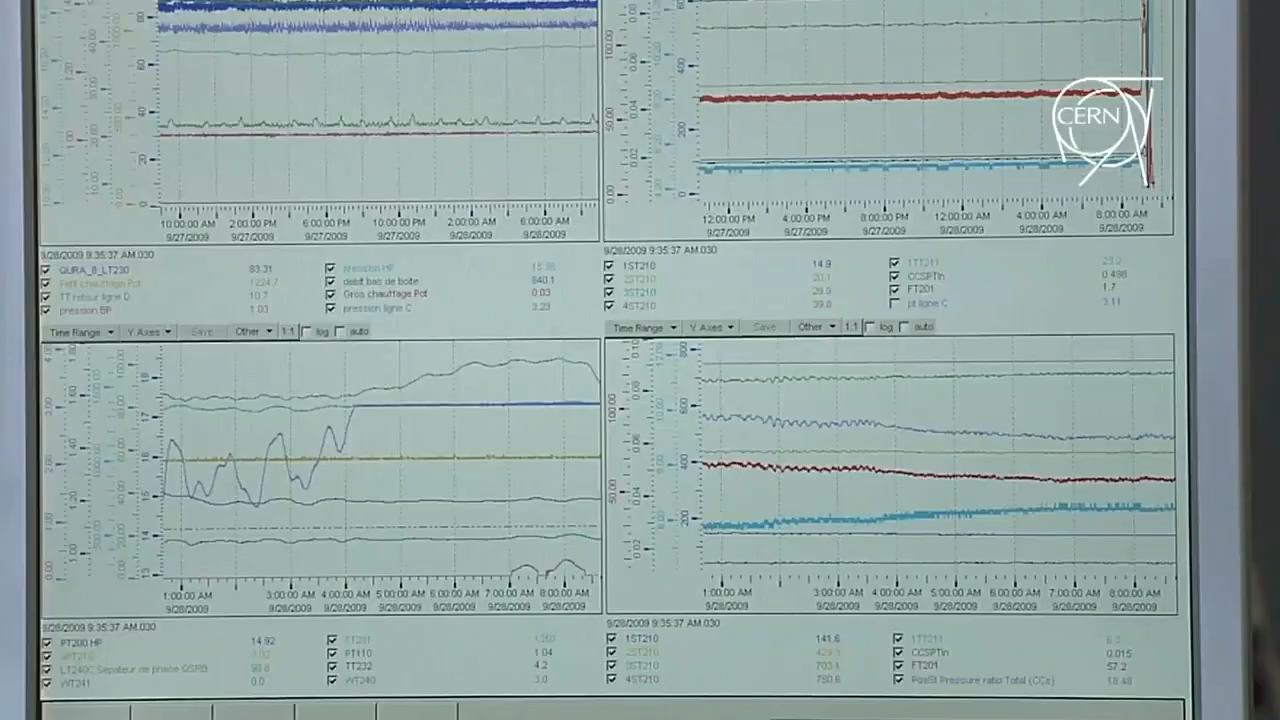 CERN
10:00:00 AM 2:00:00 PM 6:00:00 PM 10:00:00 PM 2:00:00 AM 6:00:00 AM
9/27/2009 9/27/2009 9/27/2009 9/27/2009 9/28/2009 9/28/2009
12:00:00 PM 4:00:00 PM 8:00:00 PM 12:00:00 AM 4:00:00 AM 8:00:00 AM
9/27/2009 9/27/2009 9/27/2009 9/28/2009 9/28/2009 9/28/2009
9/28/2009 9:35:37 AM.030
QURA_8_LT230 83.31 pression HP
Petit chauffage Pot 1224.7 debit bas de boite 840.1
TT retour ligne D 10.7 Gros chauffage Pot 0.03
pression BP 1.03 pression ligne C 3.23
9/28/2009 9:35:37 AM.030
1ST210 14.9 1TT211 23.2
2ST210 20.1 CCSPTin 0.498
3ST210 29.3 FT201 1.7
4ST210 39.8 pt ligne C 3.11
Time Range Y Axes Save Other 1:1 log auto
Time Range Y Axes Save Other 1:1 log auto
1:00:00 AM 3:00:00 AM 4:00:00 AM 5:00:00 AM 6:00:00 AM 7:00:00 AM 8:00:00 AM
9/28/2009 9/28/2009 9/28/2009 9/28/2009 9/28/2009 9/28/2009 9/28/2009
1:00:00 AM 3:00:00 AM 4:00:00 AM 5:00:00 AM 6:00:00 AM 7:00:00 AM 8:00:00 AM
9/28/2009 9/28/2009 9/28/2009 9/28/2009 9/28/2009 9/28/2009 9/28/2009
9/28/2009 9:35:37 AM.030
PT200 HP 14.92
PT110 1.04
LT240C Sepateur de phase QSRB TT232 4.2
WT241 0.0 WT240 3.0
9/28/2009 9:35:37 AM.030
1ST210 141.6 1TT211
2ST210 CCSPTin 0.015
3ST210 703.1 FT201 57.2
4ST210 780.6 PosSt Pressure ratio Total (CCs) 18.48